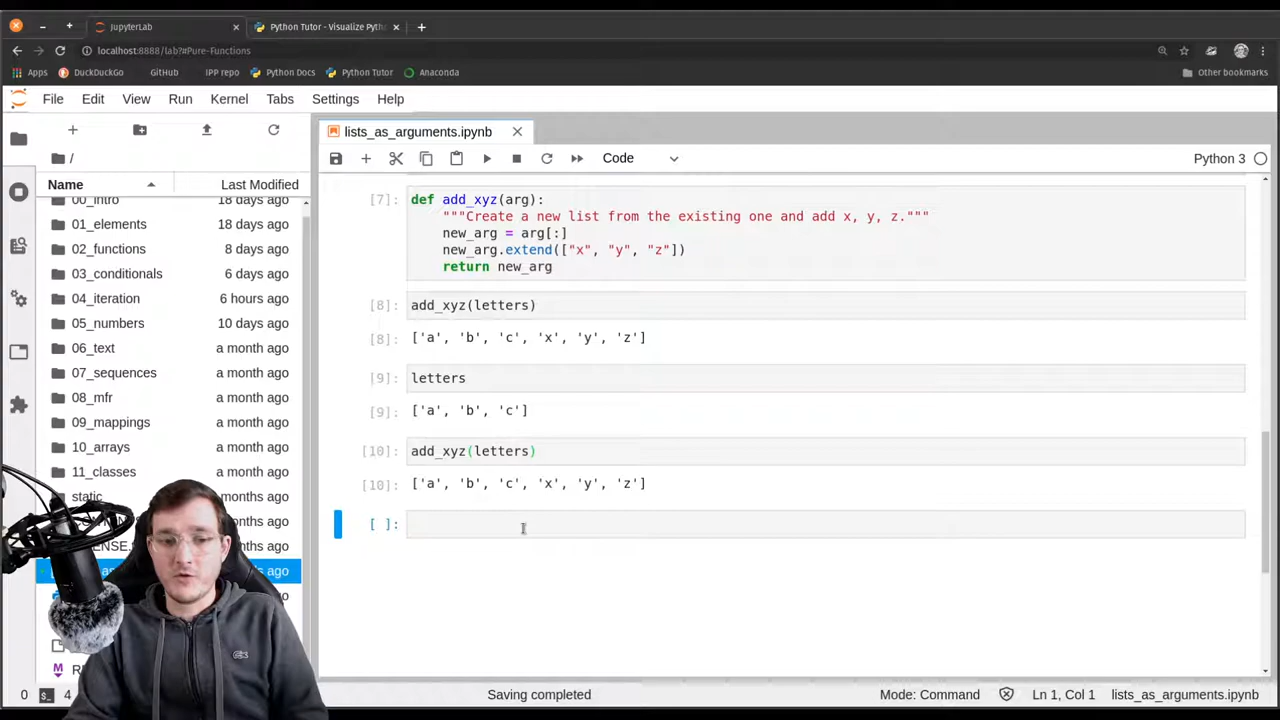 JupyterLab
Python Tutor - Visualize Pyth
localhost:8888/lab?#Pure-Functions
Apps DuckDuckGo GitHub IPP repo Python Docs Python Tutor Anaconda Other bookmarks
File Edit View Run Kernel Tabs Settings Help
lists_as_arguments.ipynb
/
Code
Python 3
Name Last Modified
00_intro 18 days ago
01_elements 18 days ago
02_functions 8 days ago
03_conditionals 6 days ago
04_iteration 6 hours ago
05_numbers 10 days ago
06_text a month ago
07_sequences a month ago
08_mfr a month ago
09_mappings a month ago
10_arrays a month ago
11_classes a month ago
static months ago
ago
s ago
ago
[7]: def add_xyz(arg):
"""Create a new list from the existing one and add x, y, z."""
new_arg = arg[:]
new_arg.extend(["x", "y", "z"])
return new_arg
[8]: add_xyz(letters)
[8]: ['a', 'b', 'c', 'x', 'y', 'z']
[9]: letters
[9]: ['a', 'b', 'c']
[10]: add_xyz(letters)
[10]: ['a', 'b', 'c', 'x', 'y', 'z']
[ ]:
0 4 Saving completed Mode: Command Ln 1, Col 1 lists_as_arguments.ipynb